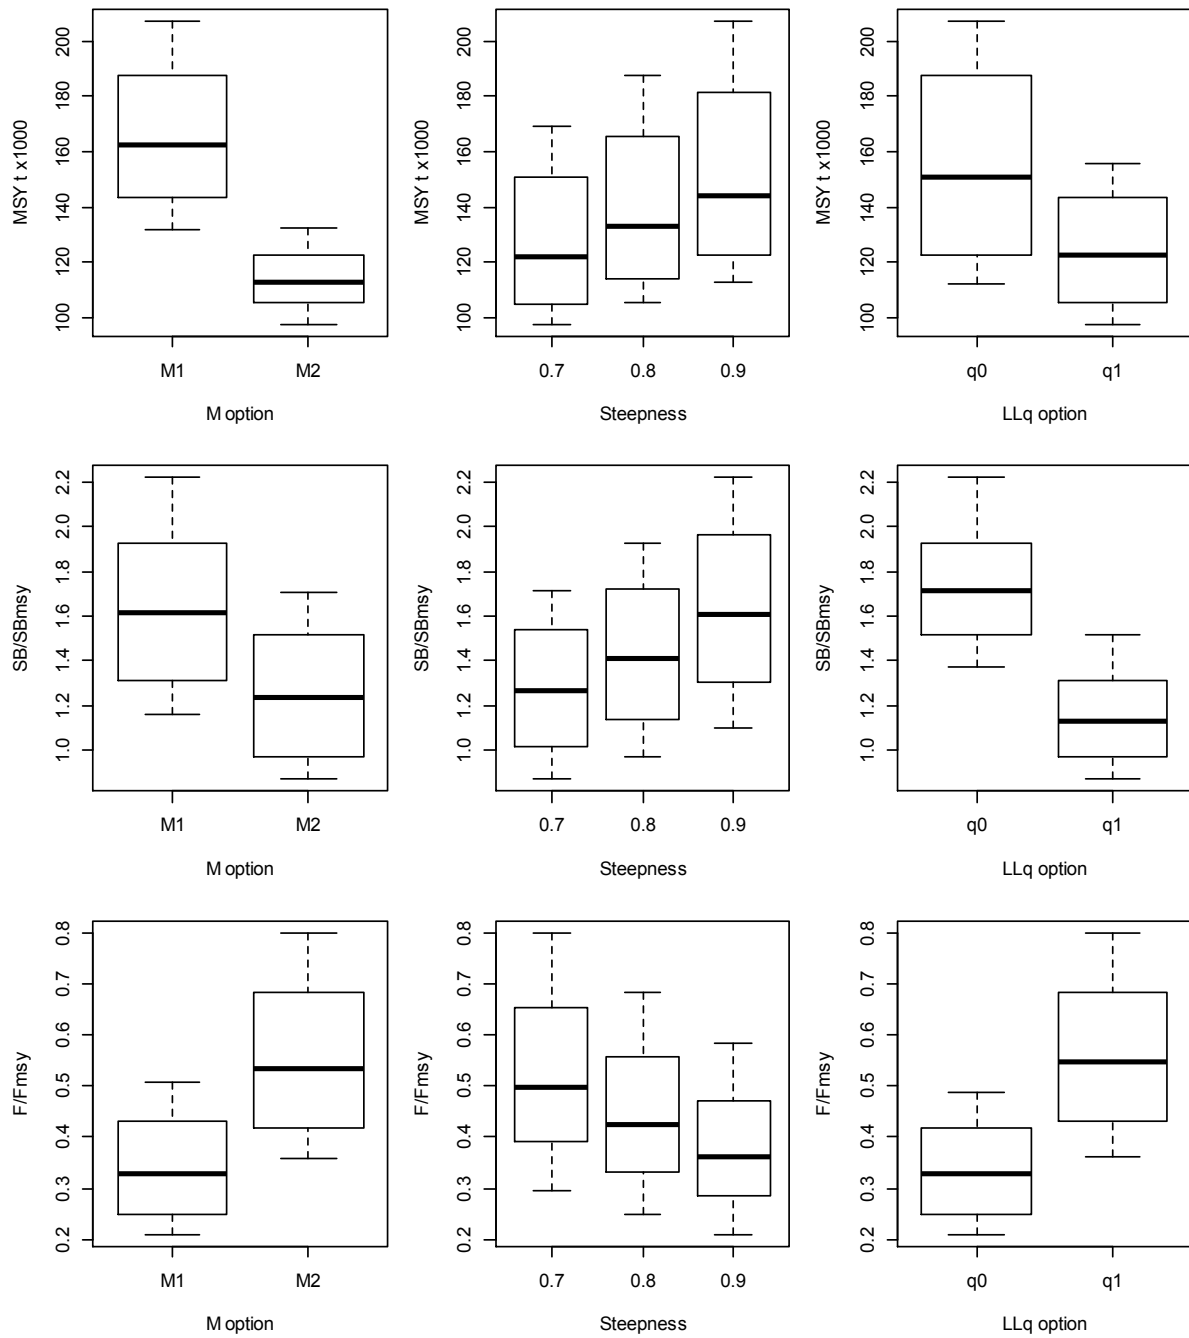 MSY t x1000
200
180
160
140
120
100
M1 M2
M option
MSY t x1000
200
180
160
140
120
100
0.7 0.8 0.9
Steepness
MSY t x1000
200
180
160
140
120
100
q0 q1
LLq option
SB/SBmsy
2.2
2.0
1.8
1.6
1.4
1.2
1.0
M1 M2
M option
SB/SBmsy
2.2
2.0
1.8
1.6
1.4
1.2
1.0
0.7 0.8 0.9
Steepness
SB/SBmsy
2.2
2.0
1.8
1.6
1.4
1.2
1.0
q0 q1
LLq option
F/Fmsy
0.8
0.7
0.6
0.5
0.4
0.3
0.2
M1 M2
M option
F/Fmsy
0.8
0.7
0.6
0.5
0.4
0.3
0.2
0.7 0.8 0.9
Steepness
F/Fmsy
0.8
0.7
0.6
0.5
0.4
0.3
0.2
q0 q1
LLq option